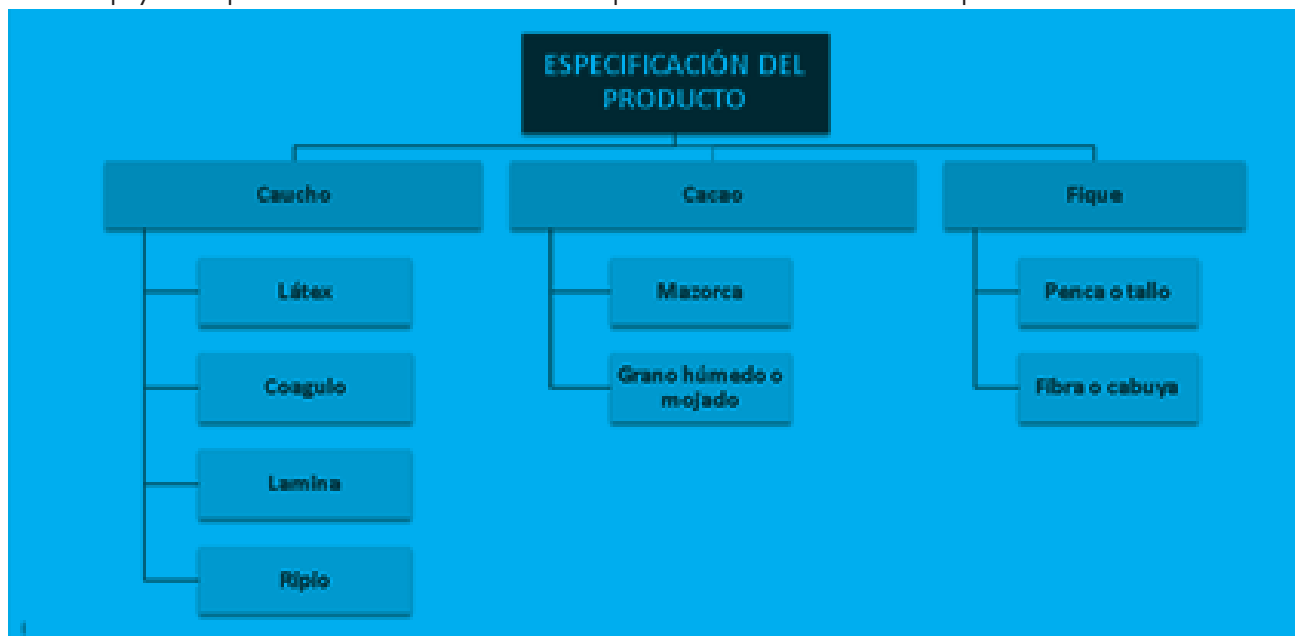 ESPECIFICACIÓN DEL
PRODUCTO
Caucho
Cacao
Fique
Látex
Mazorca
Penca o tallo
Coagulo
Grano húmedo o
mojado
Fibra o cabuya
Lamina
Ripio